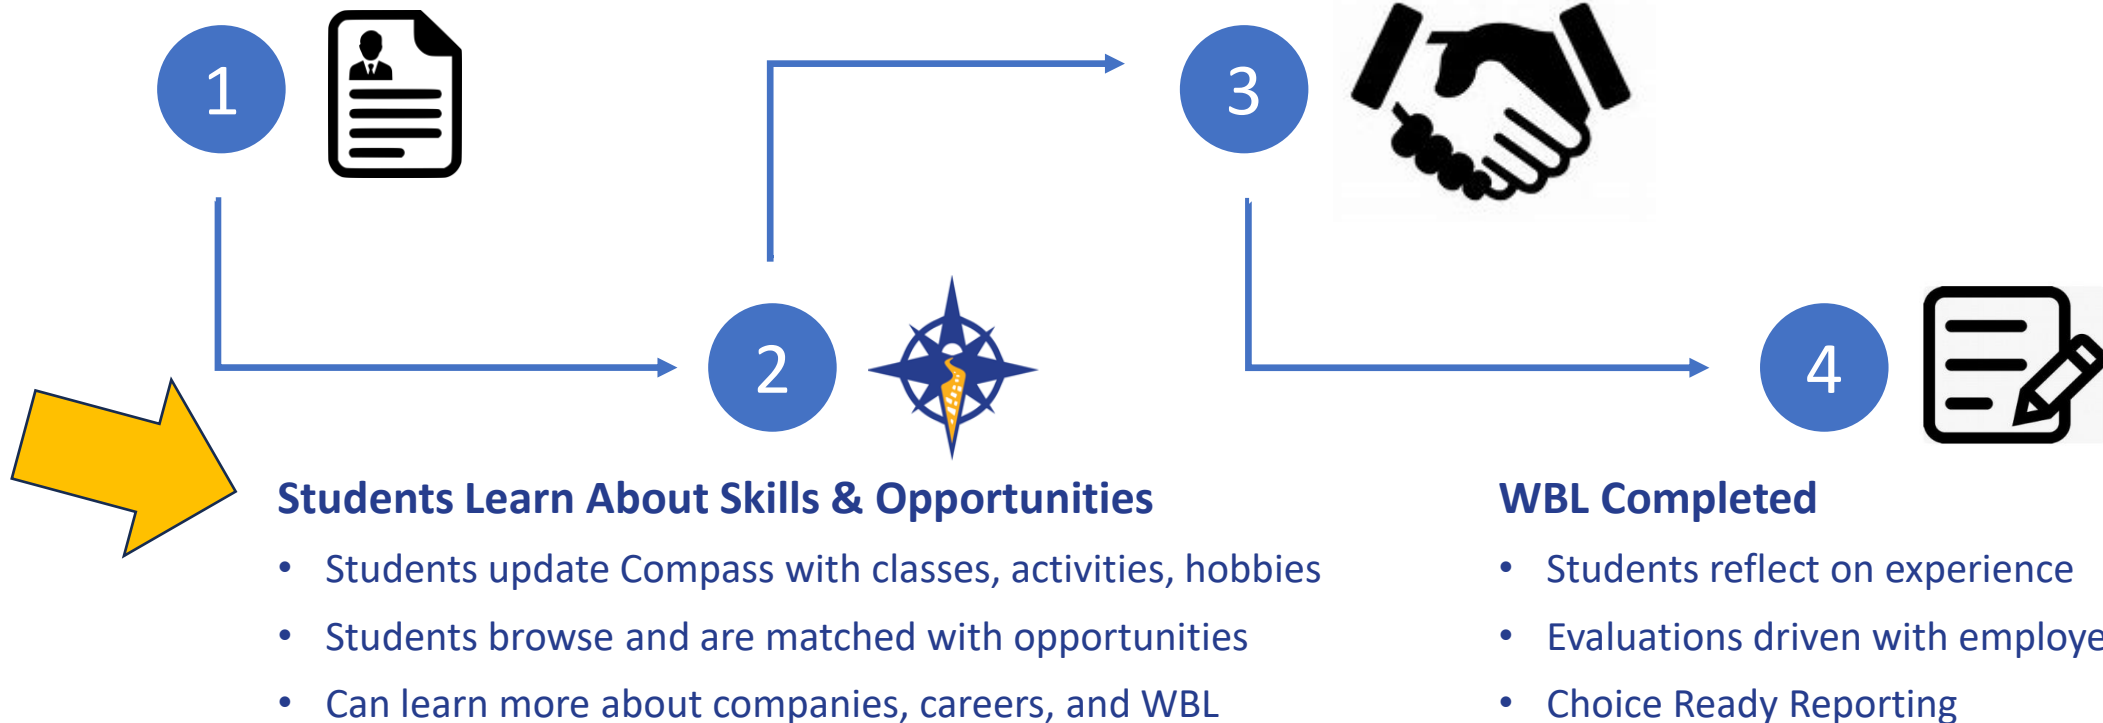 1
3
2
4
Students Learn About Skills & Opportunities
• Students update Compass with classes, activities, hobbies
• Students browse and are matched with opportunities
• Can learn more about companies, careers, and WBL
WBL Completed
• Students reflect on experience
• Evaluations driven with
• Choice Ready Reporting